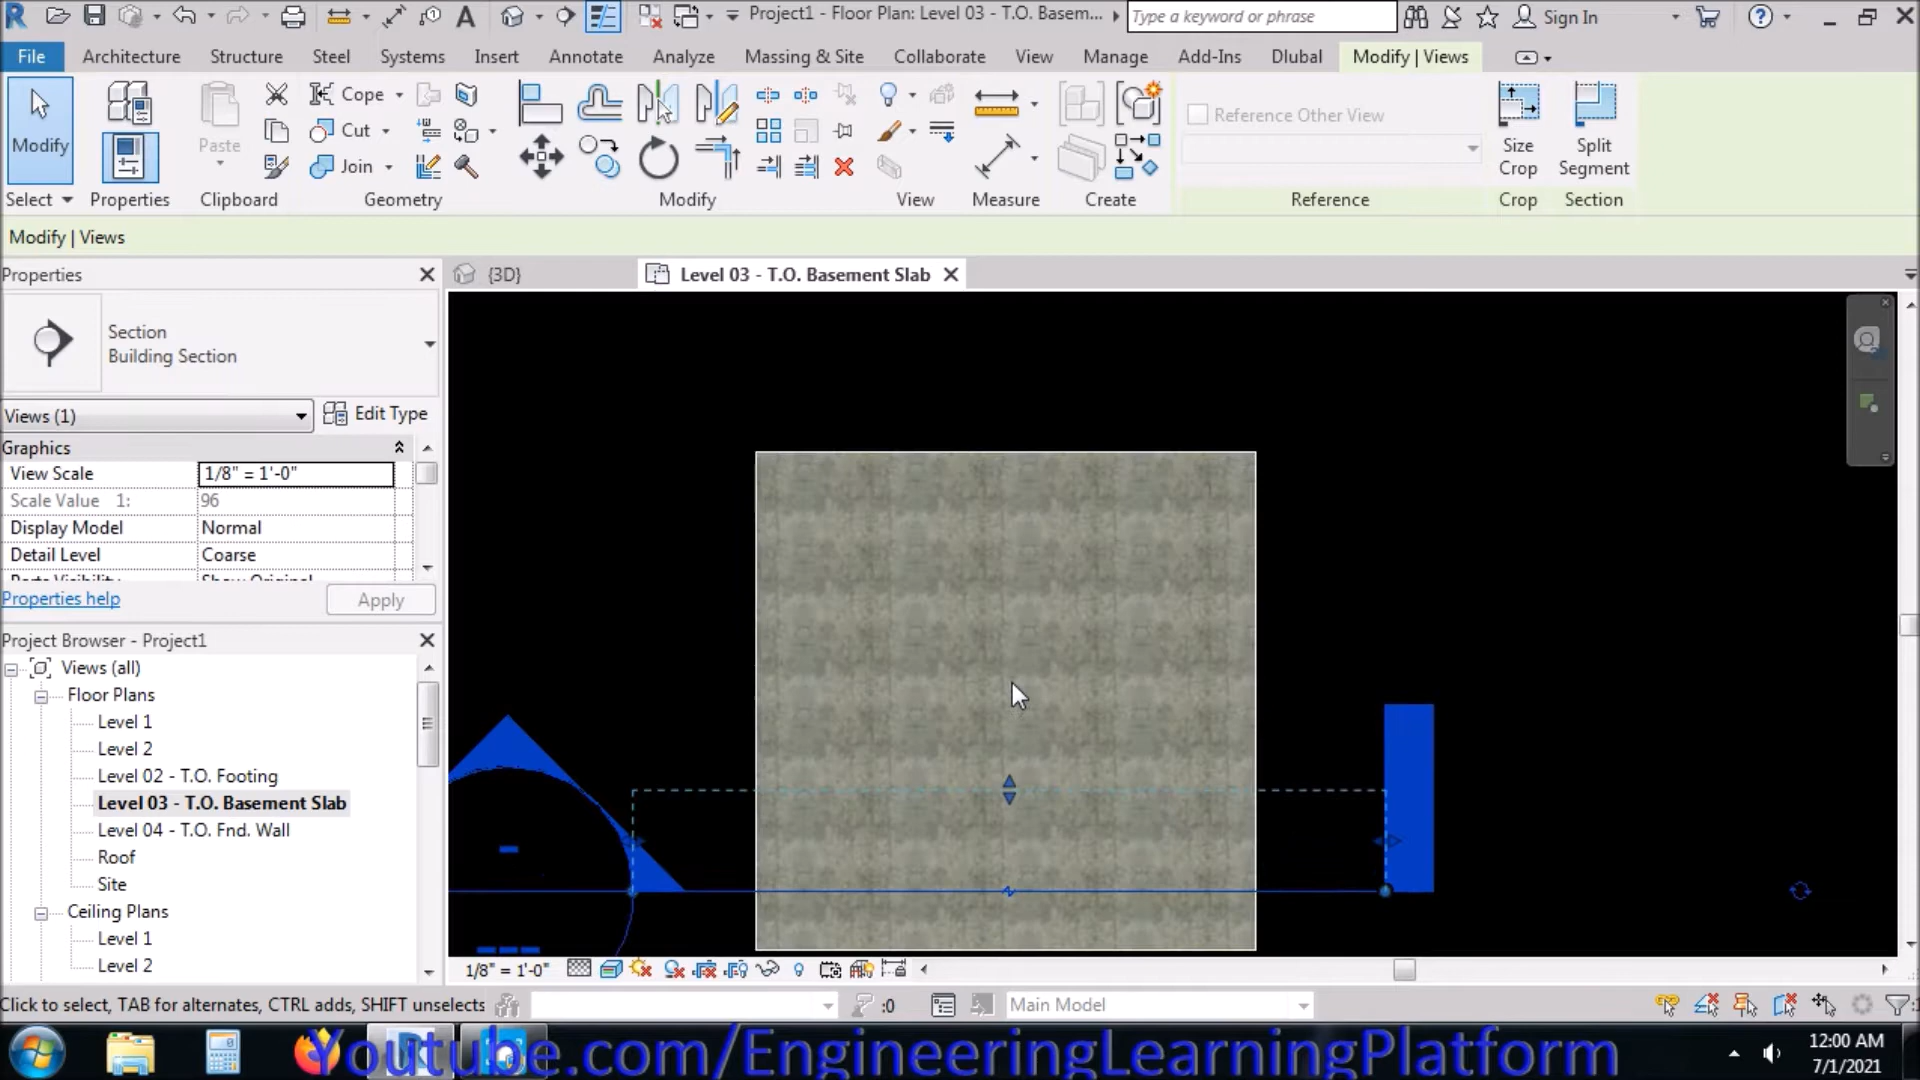 Project1 - Floor Plan: Level 03 - T.O. Basem...
Type a keyword or phrase
Sign In
File
Architecture
Structure
Steel
Systems
Insert
Annotate
Analyze
Massing & Site
Collaborate
View
Manage
Add-Ins
Dlubal
Modify | Views
Modify
Paste
Cope
Cut
Join
Reference Other View
Size Crop
Split Segment
Select
Properties
Clipboard
Geometry
Modify
View
Measure
Create
Reference
Crop
Section
Modify | Views
Properties
{3D}
Level 03 - T.O. Basement Slab
Section
Building Section
Views (1)
Edit Type
Graphics
View Scale
1/8" = 1'-0"
Scale Value 1:
96
Display Model
Normal
Detail Level
Coarse
Parts Visibility
Show Original
Properties help
Apply
Project Browser - Project1
Views (all)
Floor Plans
Level 1
Level 2
Level 02 - T.O. Footing
Level 03 - T.O. Basement Slab
Level 04 - T.O. Fnd. Wall
Roof
Site
Ceiling Plans
Level 1
Level 2
1/8" = 1'-0"
Click to select, TAB for alternates, CTRL adds, SHIFT unselects
:0
Main Model
Youtube.com/EngineeringLearningPlatform
12:00 AM
7/1/2021